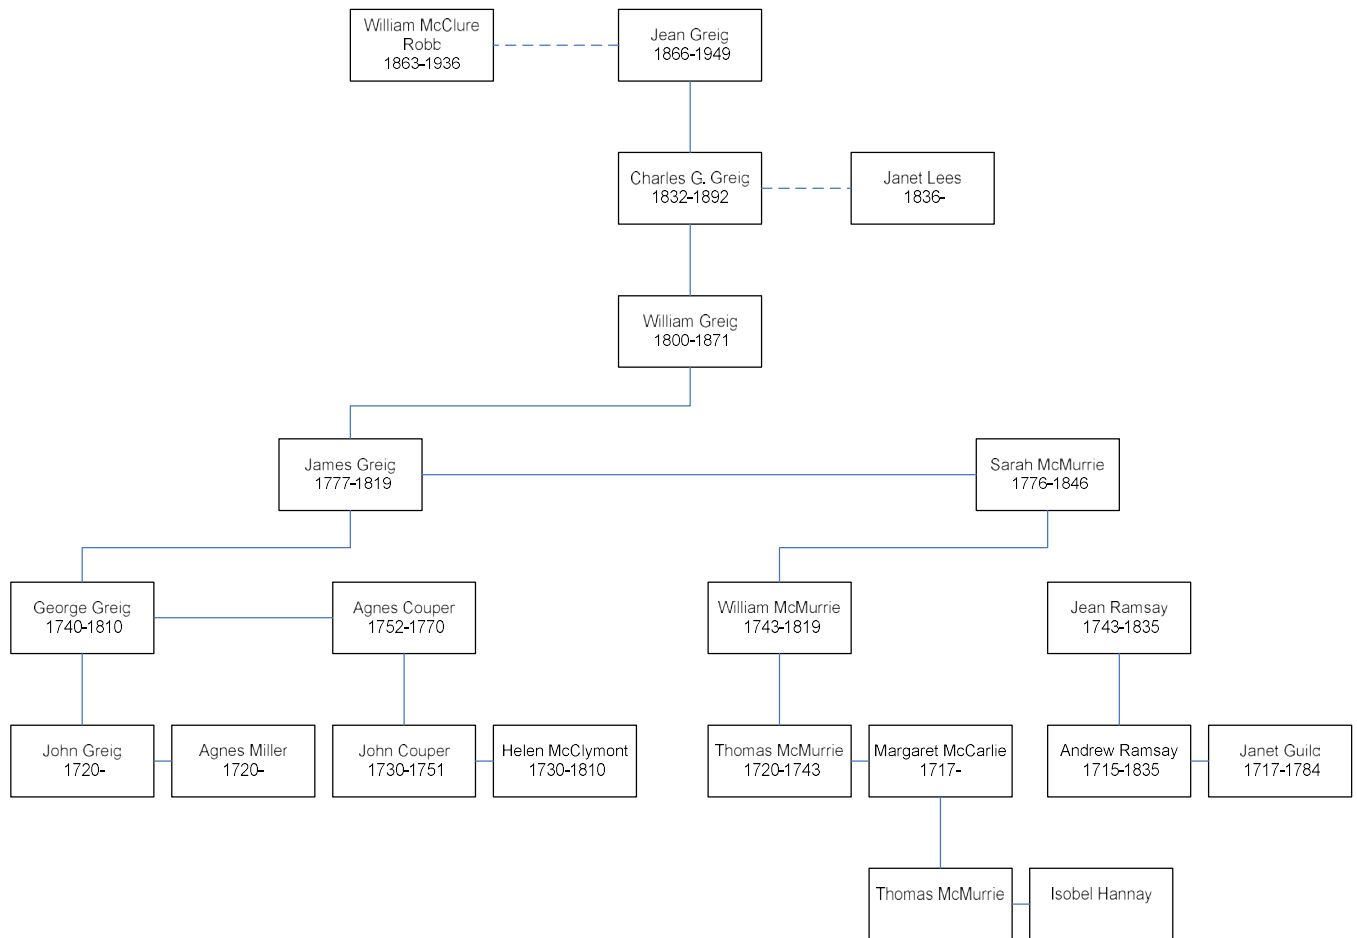 William McClure
Robb
1863-1936
Jean Greig
1866-1949
Charles G. Greig
1832-1892
Janet Lees
1836-
William Greig
1800-1871
James Greig
1777-1819
Sarah McMurrie
1776-1846
George Greig
1740-1810
Agnes Couper
1752-1770
William McMurrie
1743-1819
Jean Ramsay
1743-1835
John Greig
1720-
Agnes Miller
1720-
John Couper
1730-1751
Helen McClymont
1730-1810
Thomas McMurrie
1720-1743
Margaret McCarlie
1717-
Andrew Ramsay
1715-1835
Janet Guild
1717-1784
Thomas McMurrie
Isobel Hannay